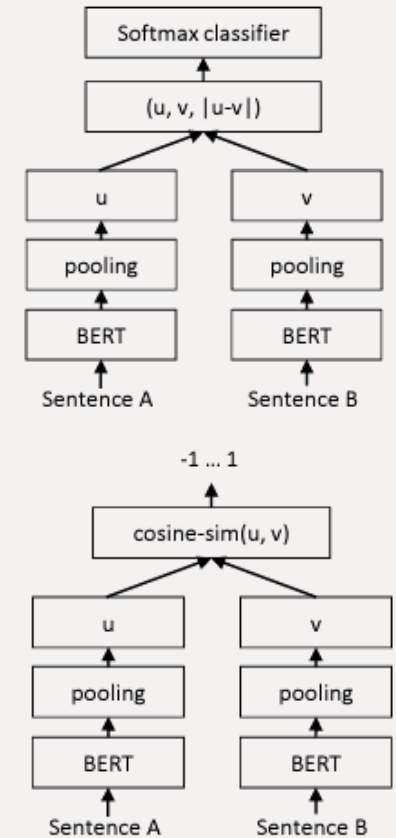 Softmax classifier
(u, v, |u-v|)
u v
pooling pooling
BERT BERT
Sentence A Sentence B
-1 ... 1
cosine-sim(u, v)
u v
pooling pooling
BERT BERT
Sentence A Sentence B